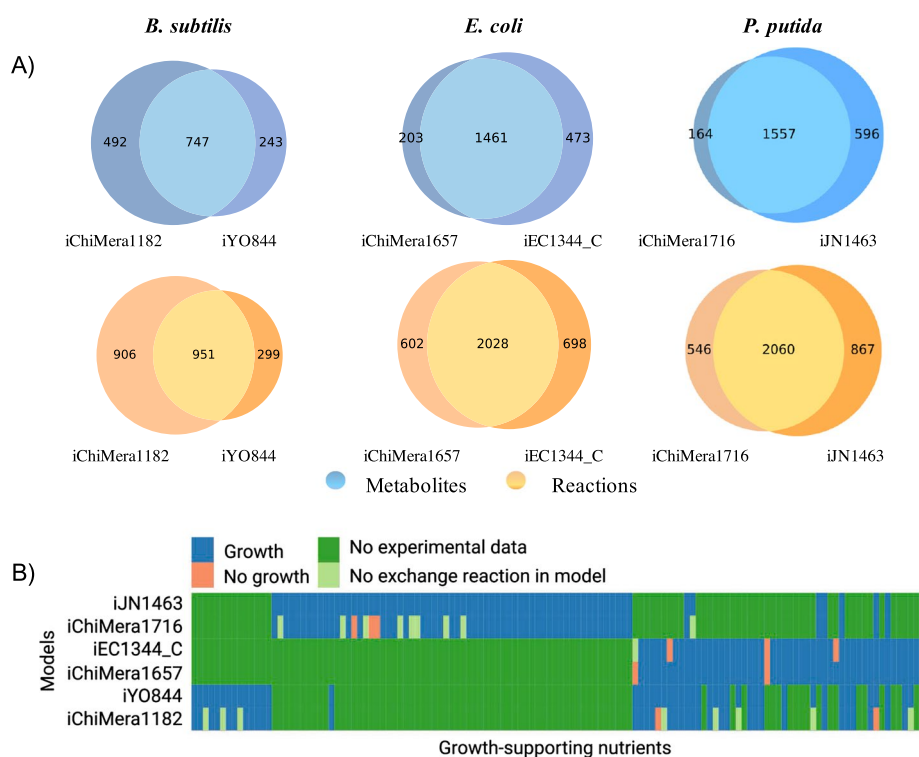 B. subtilis E. coli P. putida
A)
492 747 243 203 1461 473 164 1557 596
iChiMera1182 iYO844 iChiMera1657 iEC1344_C iChiMera1716 iJN1463
906 951 299 602 2028 698 546 2060 867
iChiMera1182 iYO844 iChiMera1657 iEC1344_C iChiMera1716 iJN1463
Metabolites Reactions
B)
Growth No experimental data
No growth No exchange reaction in model
Models
iJN1463
iChiMera1716
iEC1344_C
iChiMera1657
iYO844
iChiMera1182
Growth-supporting nutrients